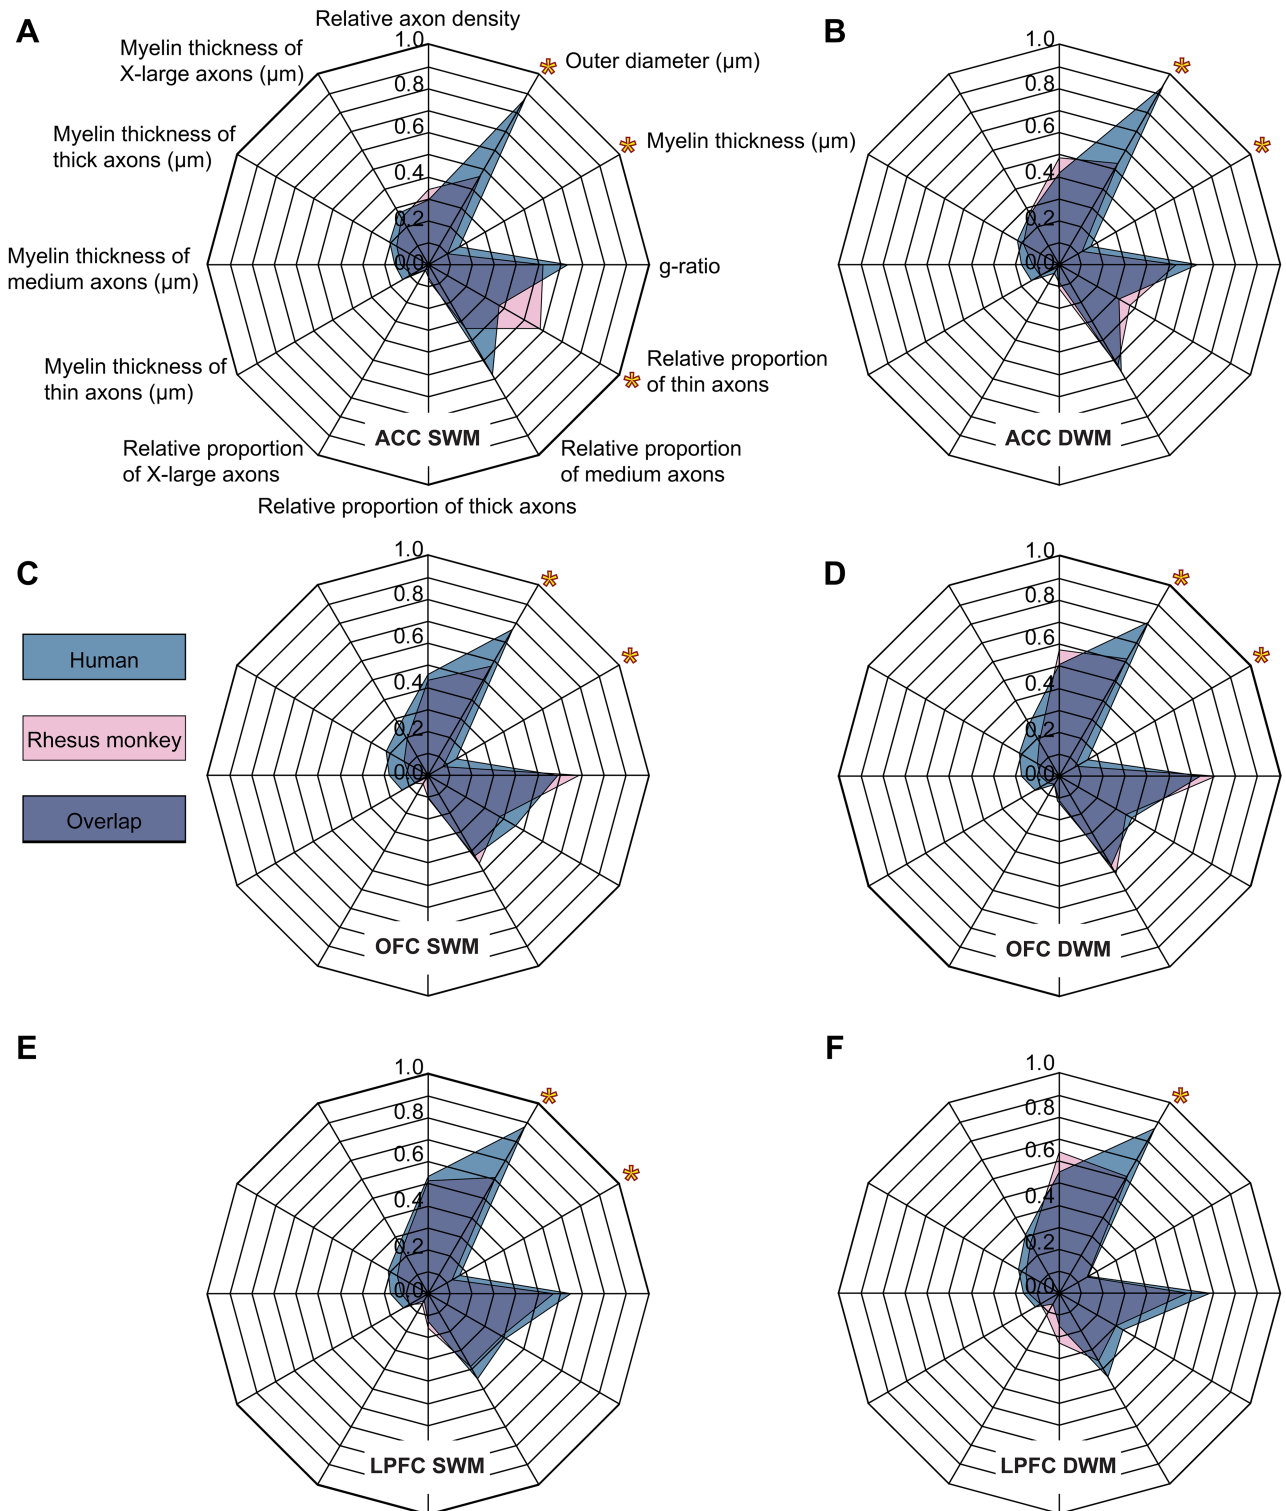 A
Relative axon density
B
Myelin thickness of
X-large axons (µm)
1.0
* Outer diameter (µm)
1.0
*
0.8
0.8
Myelin thickness of
thick axons (µm)
0.6
* Myelin thickness (µm)
0.6
*
0.4
0.4
0.2
0.2
Myelin thickness of
medium axons (µm)
0.0
g-ratio
0.0
Myelin thickness of
thin axons (µm)
Relative proportion
* of thin axons
Relative proportion
of X-large axons
ACC SWM
Relative proportion
of medium axons
ACC DWM
Relative proportion of thick axons
C
1.0
*
D
1.0
*
0.8
0.8
Human
0.6
*
0.6
*
0.4
0.4
Rhesus monkey
0.2
0.2
0.0
0.0
Overlap
OFC SWM
OFC DWM
E
1.0
*
F
1.0
*
0.8
0.8
0.6
*
0.6
0.4
0.4
0.2
0.2
0.0
0.0
LPFC SWM
LPFC DWM